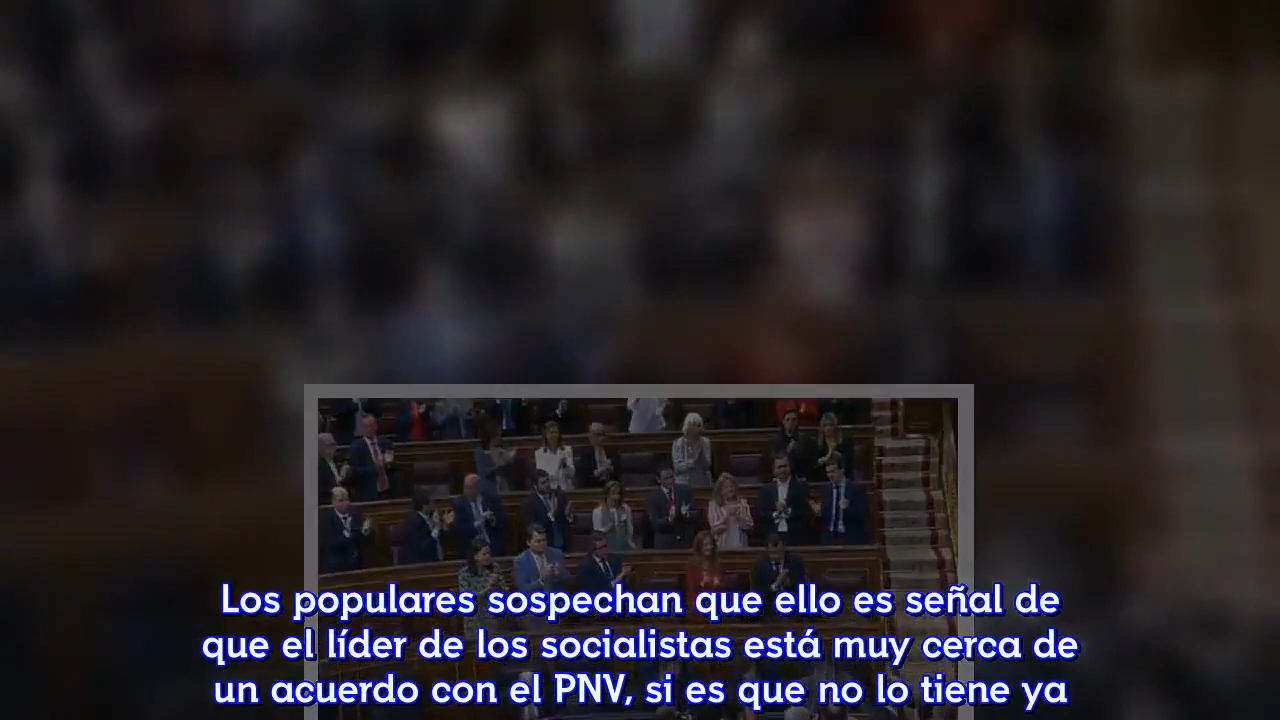 Los populares sospechan que ello es señal de
que el líder de los socialistas está muy cerca de
un acuerdo con el PNV, si es que no lo tiene ya